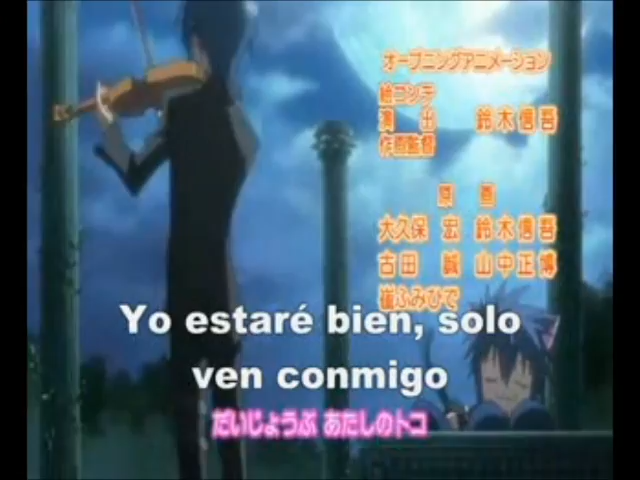 オープニングアニメーション
絵コンテ
演 出 鈴木信吾
作画監督
原 画
大久保 宏 鈴木信吾
古田 誠 山中正博
崔ふみひで
Yo estaré bien, solo
ven conmigo
だいじょうぶ あたしのトコ